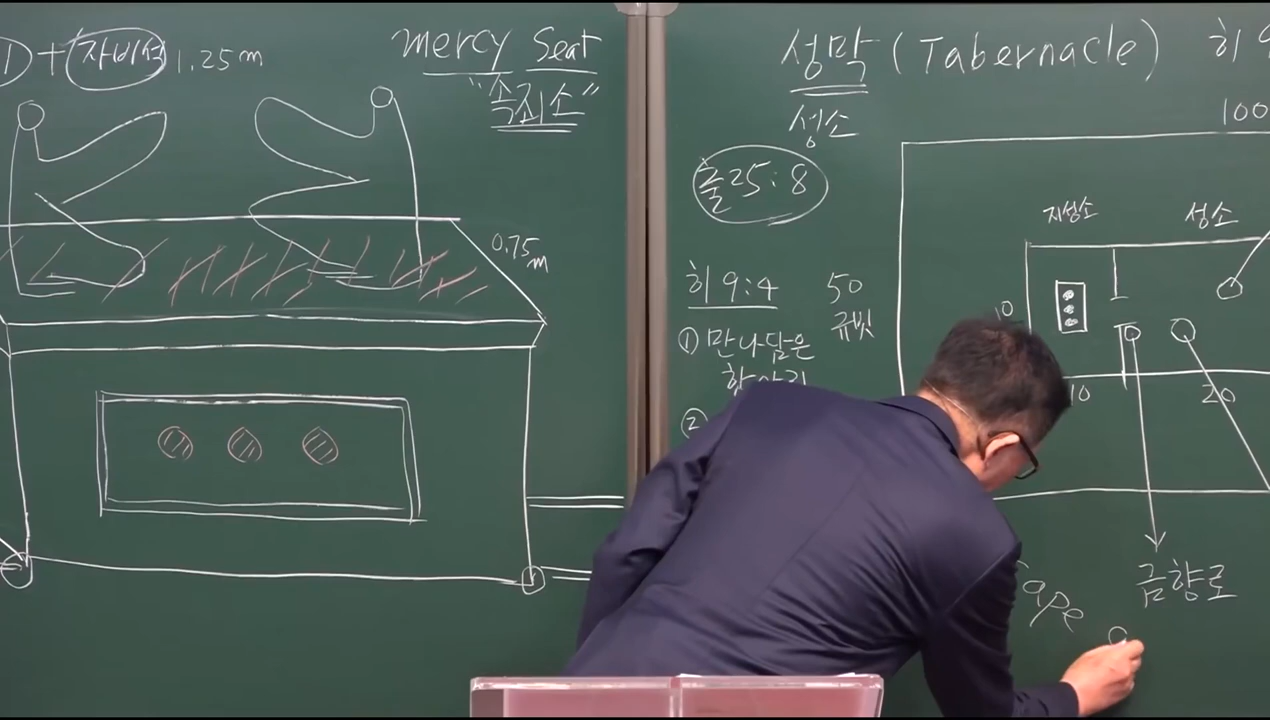 + 자비석 1.25m
mercy Seat
"속죄소"
0.75m
성막 (Tabernacle)
성소
출25:8
히 9:4
① 만나담은
②
50
규빗
100
지성소
성소
10
10
20
금향로